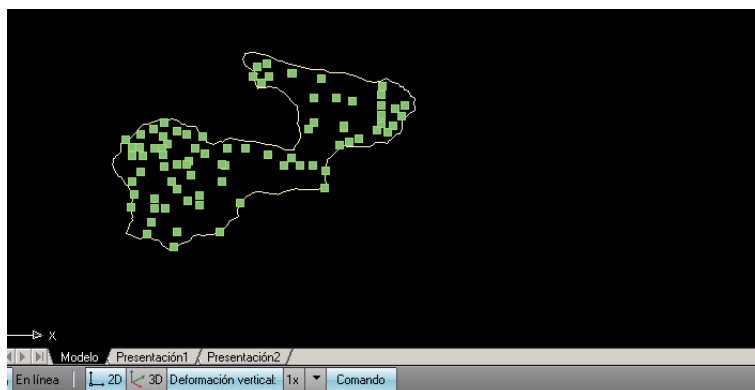 X
Modelo Presentación1 Presentación2
En línea 2D 3D Deformación vertical: 1x Comando